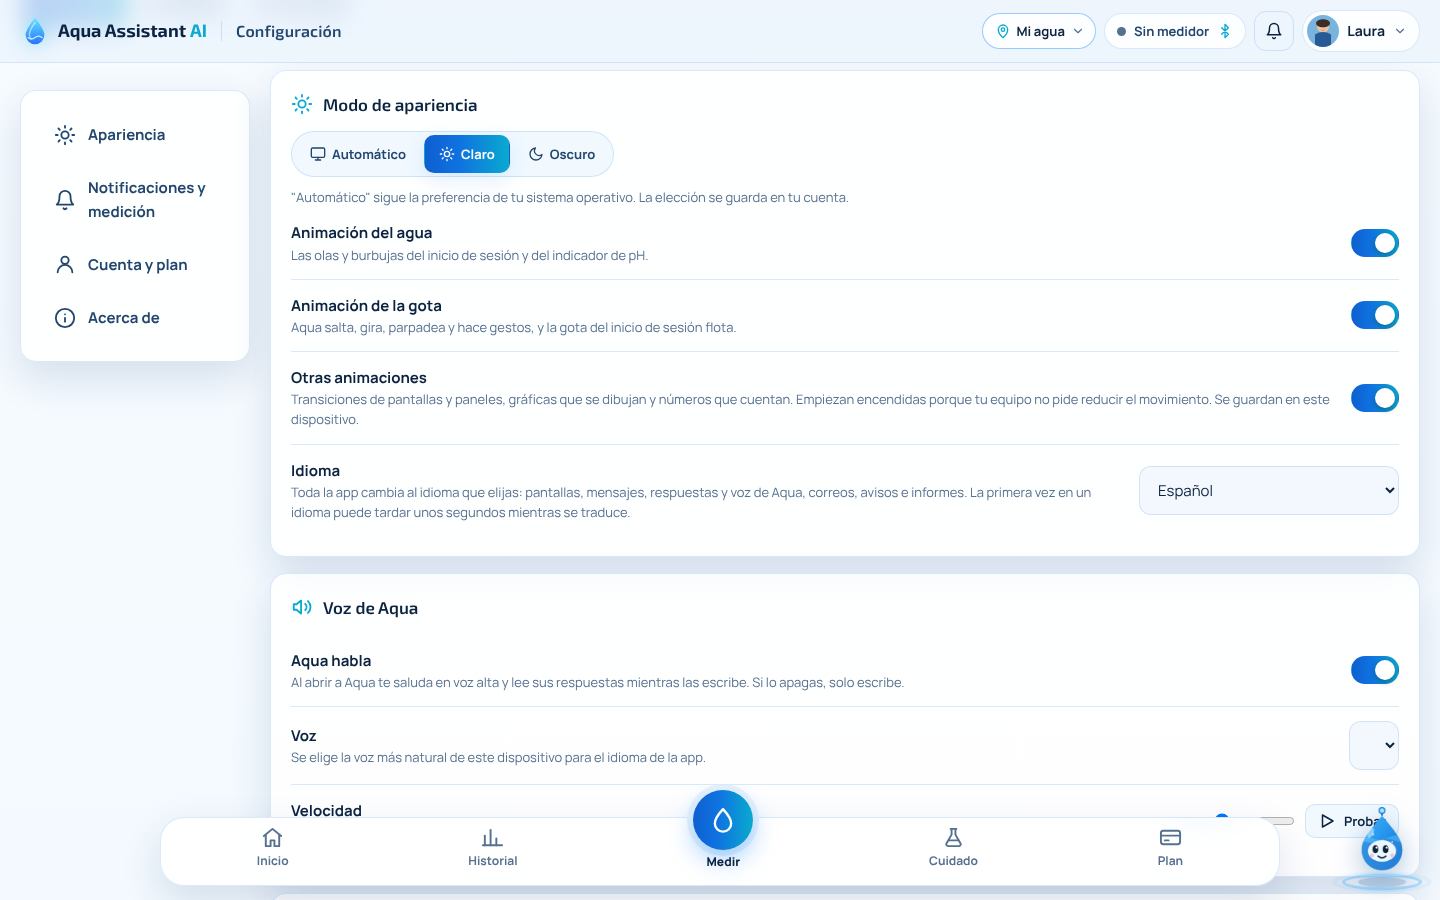 Aqua Assistant AI
Configuración
Mi agua
Sin medidor
Laura
Apariencia
Notificaciones y
medición
Cuenta y plan
Acerca de
Modo de apariencia
Automático
Claro
Oscuro
"Automático" sigue la preferencia de tu sistema operativo. La elección se guarda en tu cuenta.
Animación del agua
Las olas y burbujas del inicio de sesión y del indicador de pH.
Animación de la gota
Aqua salta, gira, parpadea y hace gestos, y la gota del inicio de sesión flota.
Otras animaciones
Transiciones de pantallas y paneles, gráficas que se dibujan y números que cuentan. Empiezan encendidas porque tu equipo no pide reducir el movimiento. Se guardan en este
dispositivo.
Idioma
Toda la app cambia al idioma que elijas: pantallas, mensajes, respuestas y voz de Aqua, correos, avisos e informes. La primera vez en un
idioma puede tardar unos segundos mientras se traduce.
Español
Voz de Aqua
Aqua habla
Al abrir a Aqua te saluda en voz alta y lee sus respuestas mientras las escribe. Si lo apagas, solo escribe.
Voz
Se elige la voz más natural de este dispositivo para el idioma de la app.
Velocidad
Proba
Inicio
Historial
Medir
Cuidado
Plan